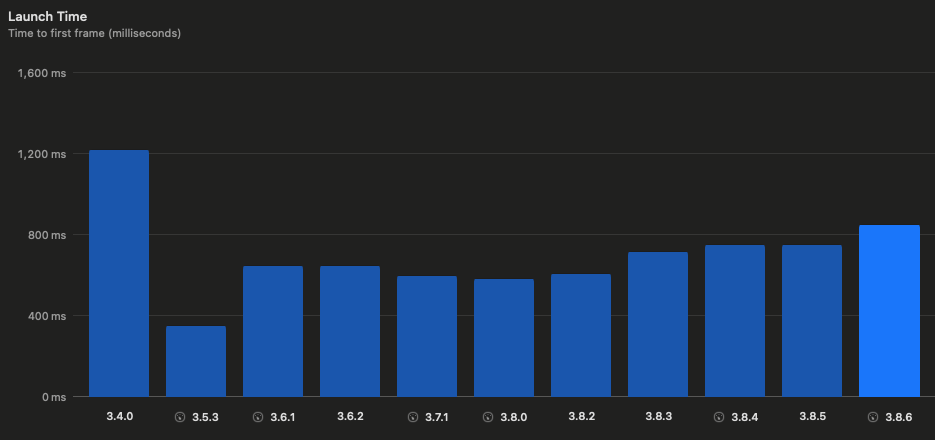 Launch Time
Time to first frame (milliseconds)
1,600 ms
1,200 ms
800 ms
400 ms
0 ms
3.4.0 3.5.3 3.6.1 3.6.2 3.7.1 3.8.0 3.8.2 3.8.3 3.8.4 3.8.5 3.8.6